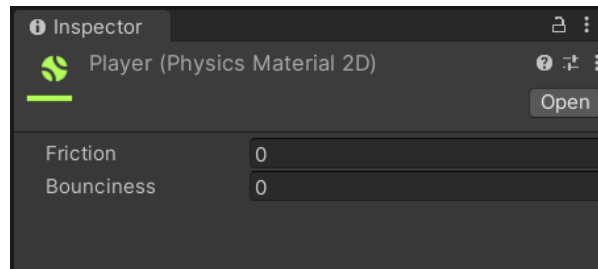 Inspector
Player (Physics Material 2D)
Open
Friction 0
Bounciness 0